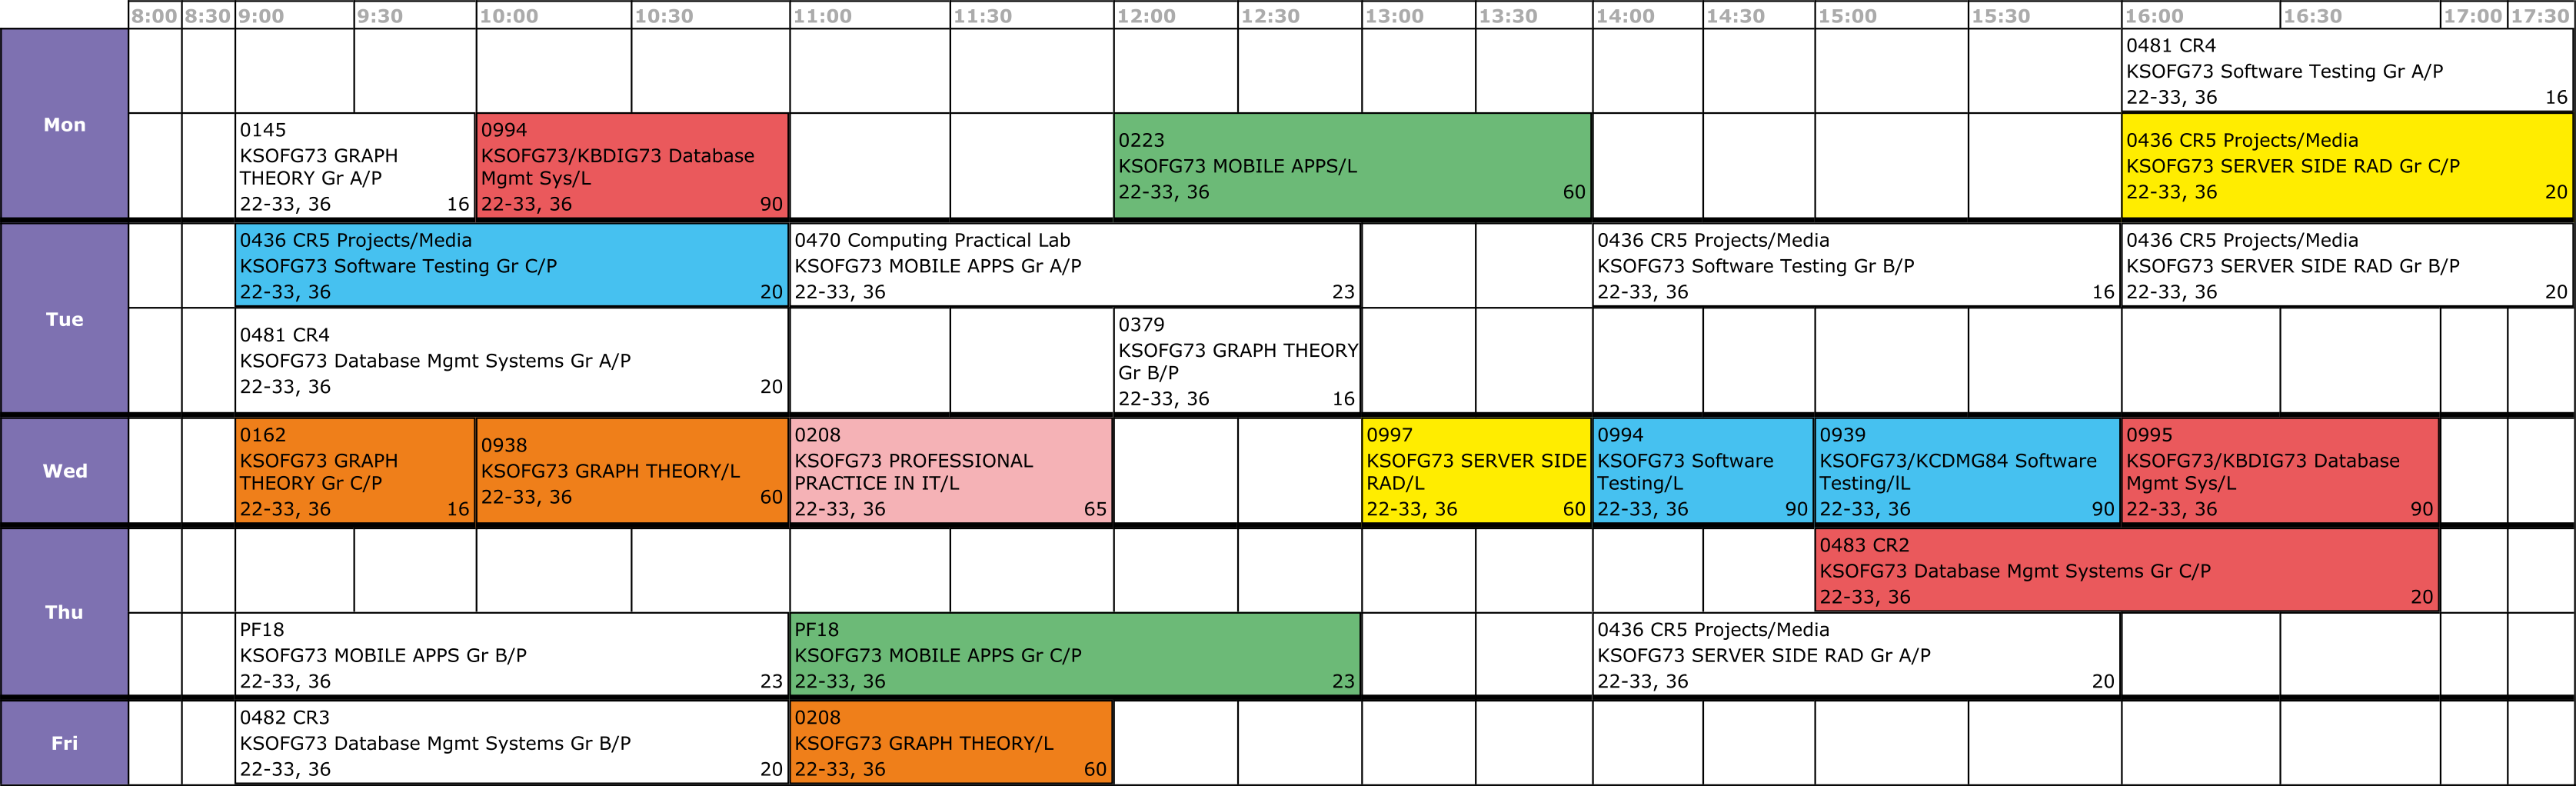 8:00 8:30 9:00 9:30 10:00 10:30 11:00 11:30 12:00 12:30 13:00 13:30 14:00 14:30 15:00 15:30 16:00 16:30 17:00 17:30
Mon
0481 CR4
KSOFG73 Software Testing Gr A/P
22-33, 36 16
0145
KSOFG73 GRAPH
THEORY Gr A/P
22-33, 36 16
0994
KSOFG73/KBDIG73 Database
Mgmt Sys/L
22-33, 36 90
0223
KSOFG73 MOBILE APPS/L
22-33, 36 60
0436 CR5 Projects/Media
KSOFG73 SERVER SIDE RAD Gr C/P
22-33, 36 20
Tue
0436 CR5 Projects/Media
KSOFG73 Software Testing Gr C/P
22-33, 36 20
0470 Computing Practical Lab
KSOFG73 MOBILE APPS Gr A/P
22-33, 36 23
0436 CR5 Projects/Media
KSOFG73 Software Testing Gr B/P
22-33, 36 16
0436 CR5 Projects/Media
KSOFG73 SERVER SIDE RAD Gr B/P
22-33, 36 20
0481 CR4
KSOFG73 Database Mgmt Systems Gr A/P
22-33, 36 20
0379
KSOFG73 GRAPH THEORY
Gr B/P
22-33, 36 16
Wed
0162
KSOFG73 GRAPH
THEORY Gr C/P
22-33, 36 16
0938
KSOFG73 GRAPH THEORY/L
22-33, 36 60
0208
KSOFG73 PROFESSIONAL
PRACTICE IN IT/L
22-33, 36 65
0997
KSOFG73 SERVER SIDE
RAD/L
22-33, 36 60
0994
KSOFG73 Software
Testing/L
22-33, 36 90
0939
KSOFG73/KCDMG84 Software
Testing/lL
22-33, 36 90
0995
KSOFG73/KBDIG73 Database
Mgmt Sys/L
22-33, 36 90
Thu
0483 CR2
KSOFG73 Database Mgmt Systems Gr C/P
22-33, 36 20
PF18
KSOFG73 MOBILE APPS Gr B/P
22-33, 36 23
PF18
KSOFG73 MOBILE APPS Gr C/P
22-33, 36 23
0436 CR5 Projects/Media
KSOFG73 SERVER SIDE RAD Gr A/P
22-33, 36 20
Fri
0482 CR3
KSOFG73 Database Mgmt Systems Gr B/P
22-33, 36 20
0208
KSOFG73 GRAPH THEORY/L
22-33, 36 60